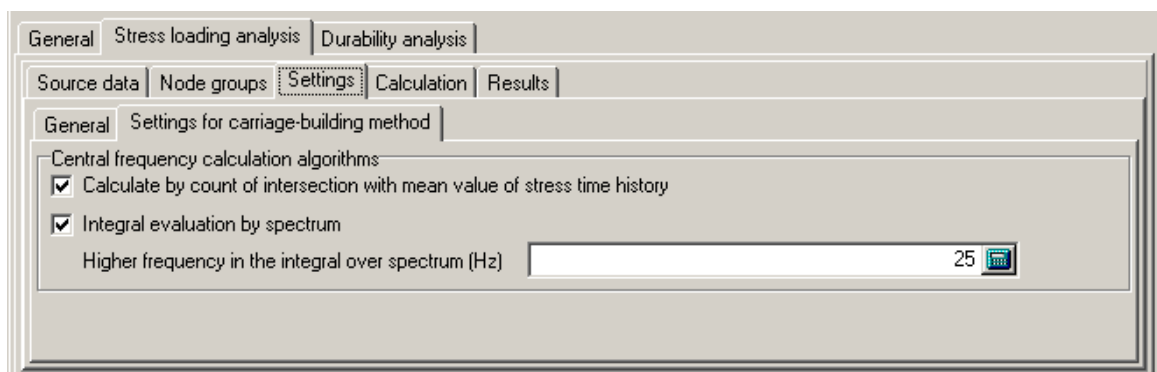 General Stress loading analysis Durability analysis
Source data Node groups Settings Calculation Results
General Settings for carriage-building method
Central frequency calculation algorithms
Calculate by count of intersection with mean value of stress time history
Integral evaluation by spectrum
Higher frequency in the integral over spectrum (Hz) 25